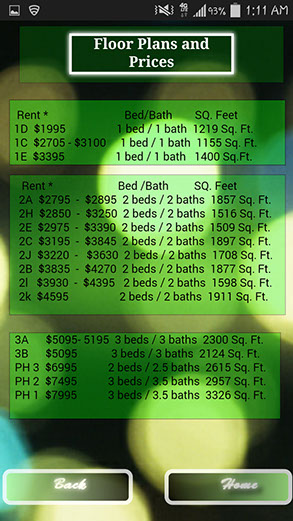 93% 1:11 AM
Floor Plans and
Prices
Rent * Bed/Bath SQ. Feet
1D $1995 1 bed / 1 bath 1219 Sq. Ft.
1C $2705 - $3100 1 bed / 1 bath 1155 Sq. Ft.
1E $3395 1 bed / 1 bath 1400 Sq.Ft.
Rent * Bed /Bath SQ. Feet
2A $2795 - $2895 2 beds / 2 baths 1857 Sq. Ft.
2H $2850 - $3250 2 beds / 2 baths 1516 Sq. Ft.
2E $2975 - $3390 2 beds / 2 baths 1509 Sq. Ft.
2C $3195 - $3845 2 beds / 2 baths 1897 Sq. Ft.
2J $3220 - $3630 2 beds / 2 baths 1708 Sq. Ft.
2B $3835 - $4270 2 beds / 2 baths 1877 Sq. Ft.
2I $3930 - $4395 2 beds / 2 baths 1598 Sq. Ft.
2k $4595 2 beds / 2 baths 1911 Sq. Ft.
3A $5095- 5195 3 beds / 3 baths 2300 Sq. Ft.
3B $5095 3 beds / 3 baths 2124 Sq. Ft.
PH 3 $6995 2 beds / 2.5 baths 2615 Sq. Ft.
PH 2 $7495 3 beds / 3.5 baths 2957 Sq. Ft.
PH 1 $7995 3 beds / 3.5 baths 3326 Sq. Ft.
Back Home